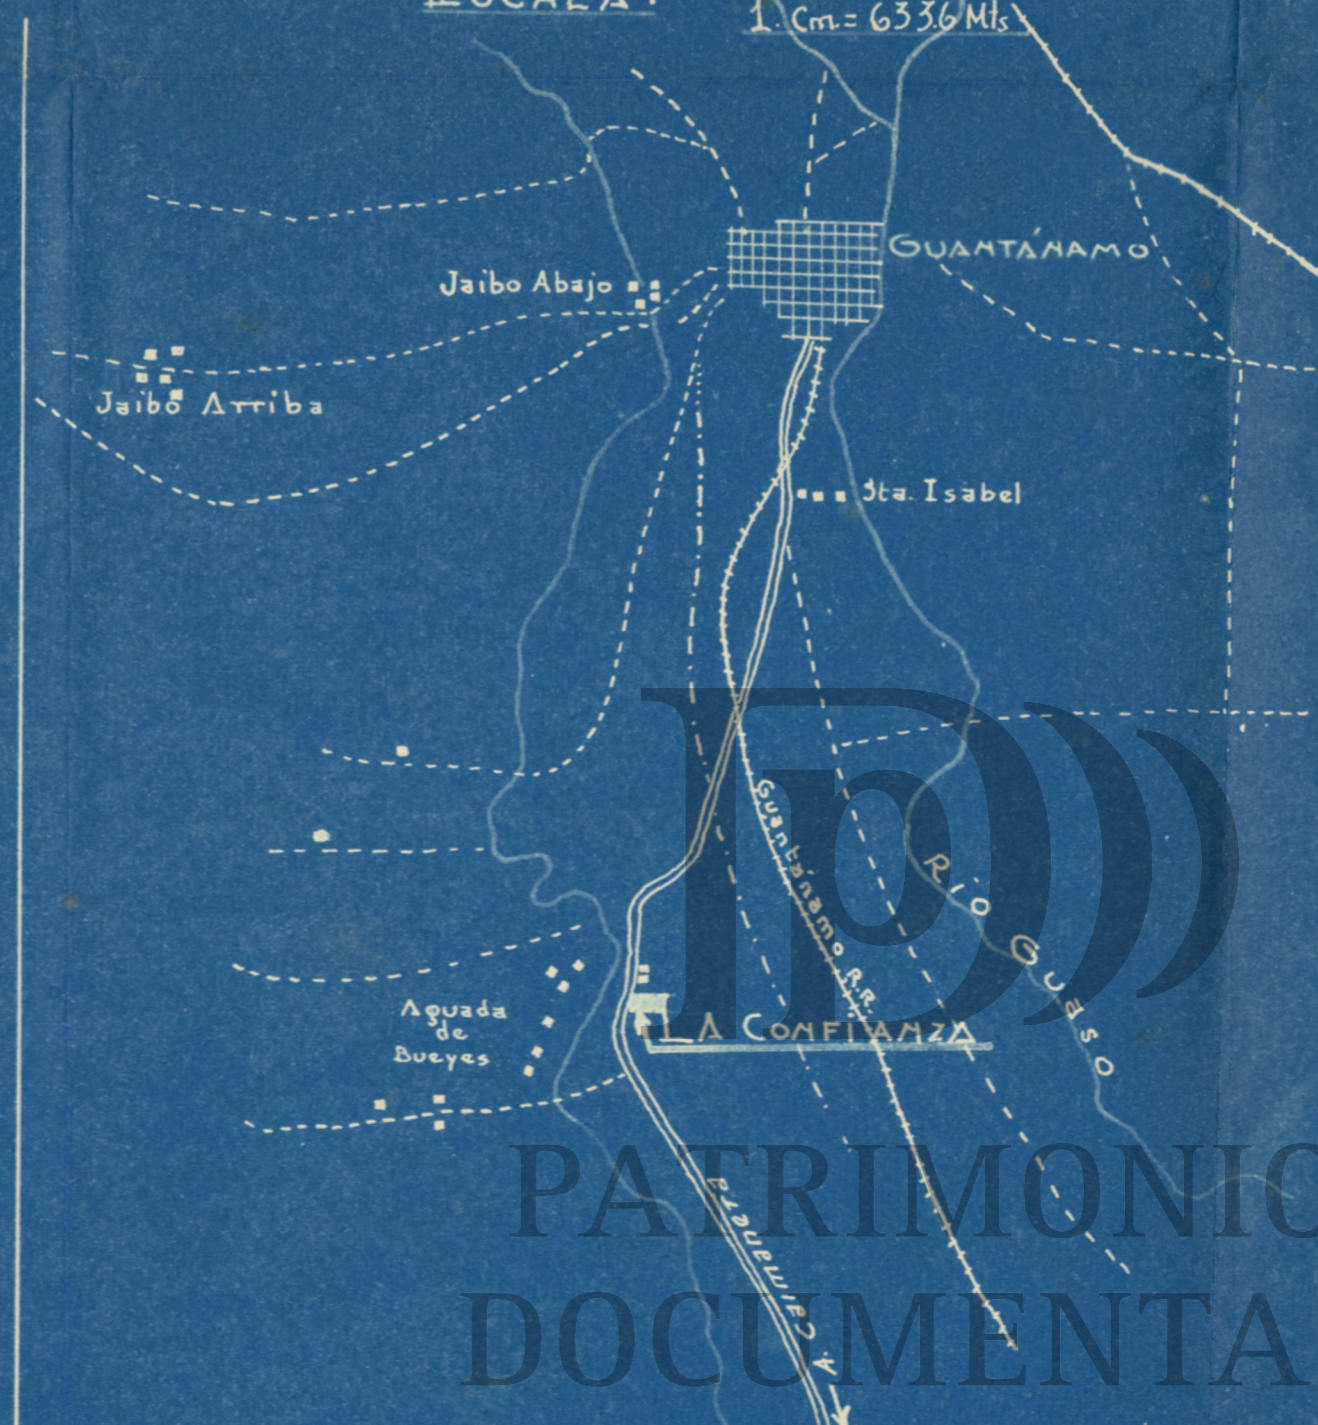 ESCALA:
1. Cm. = 633.6 Mts
GUANTÁNAMO
Jaibo Abajo
Jaibo Arriba
Sta. Isabel
Guantánamo R.R.
RÍO GUASO
Aguada
de
Bueyes
LA CONFIANZA
A. Caimanera
PATRIMONIO
DOCUMENTA